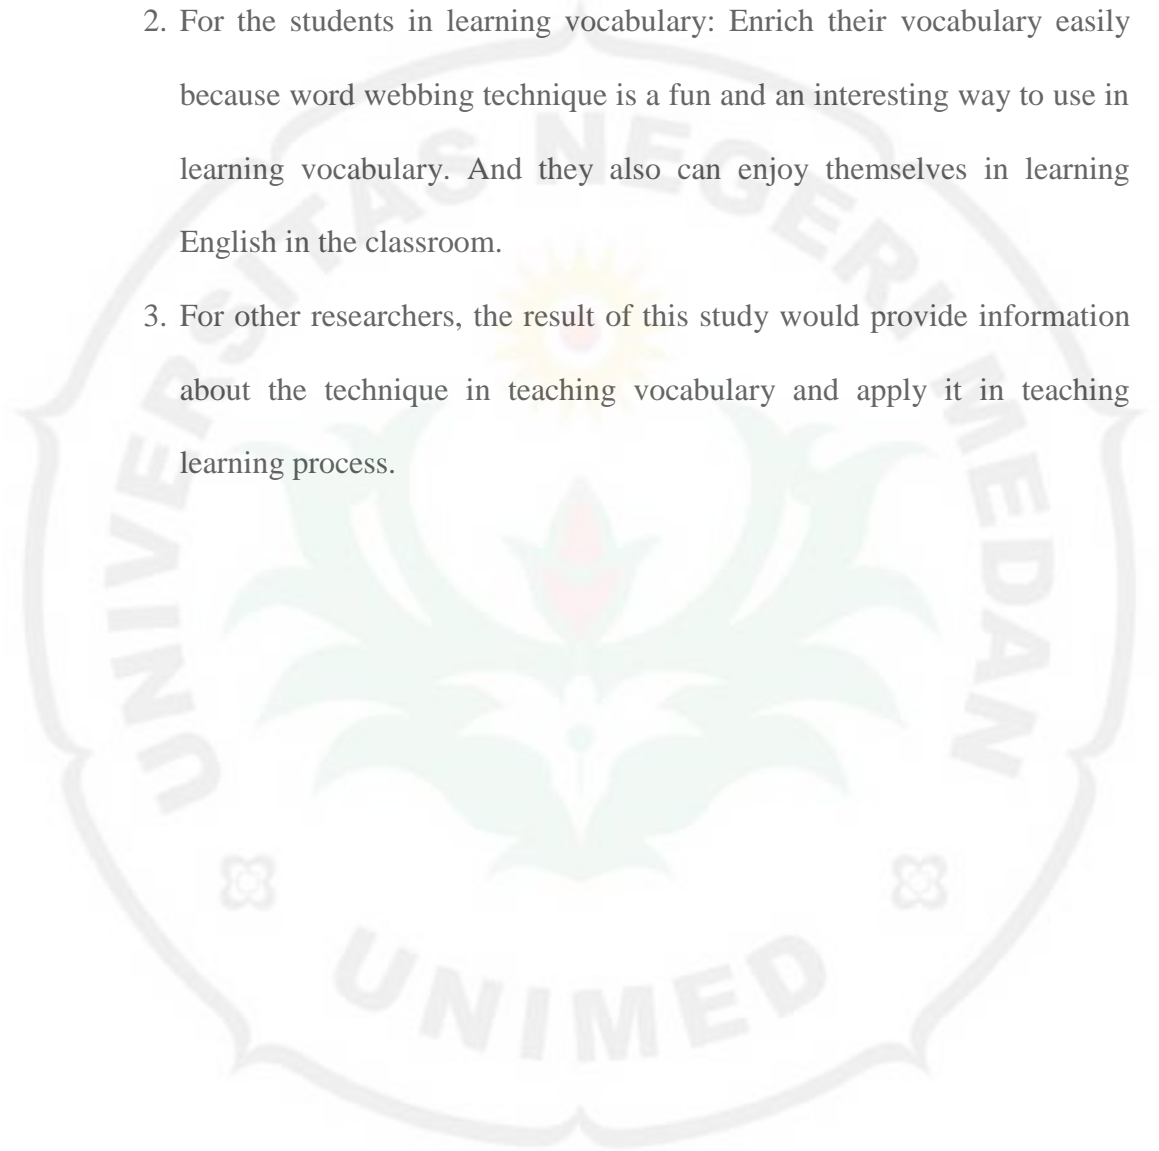 2. For the students in learning vocabulary: Enrich their vocabulary easily
because word webbing technique is a fun and an interesting way to use in
learning vocabulary. And they also can enjoy themselves in learning
English in the classroom.
3. For other researchers, the result of this study would provide information
about the technique in teaching vocabulary and apply it in teaching
learning process.
UNIVERSITAS NEGERI MEDAN
UNIMED